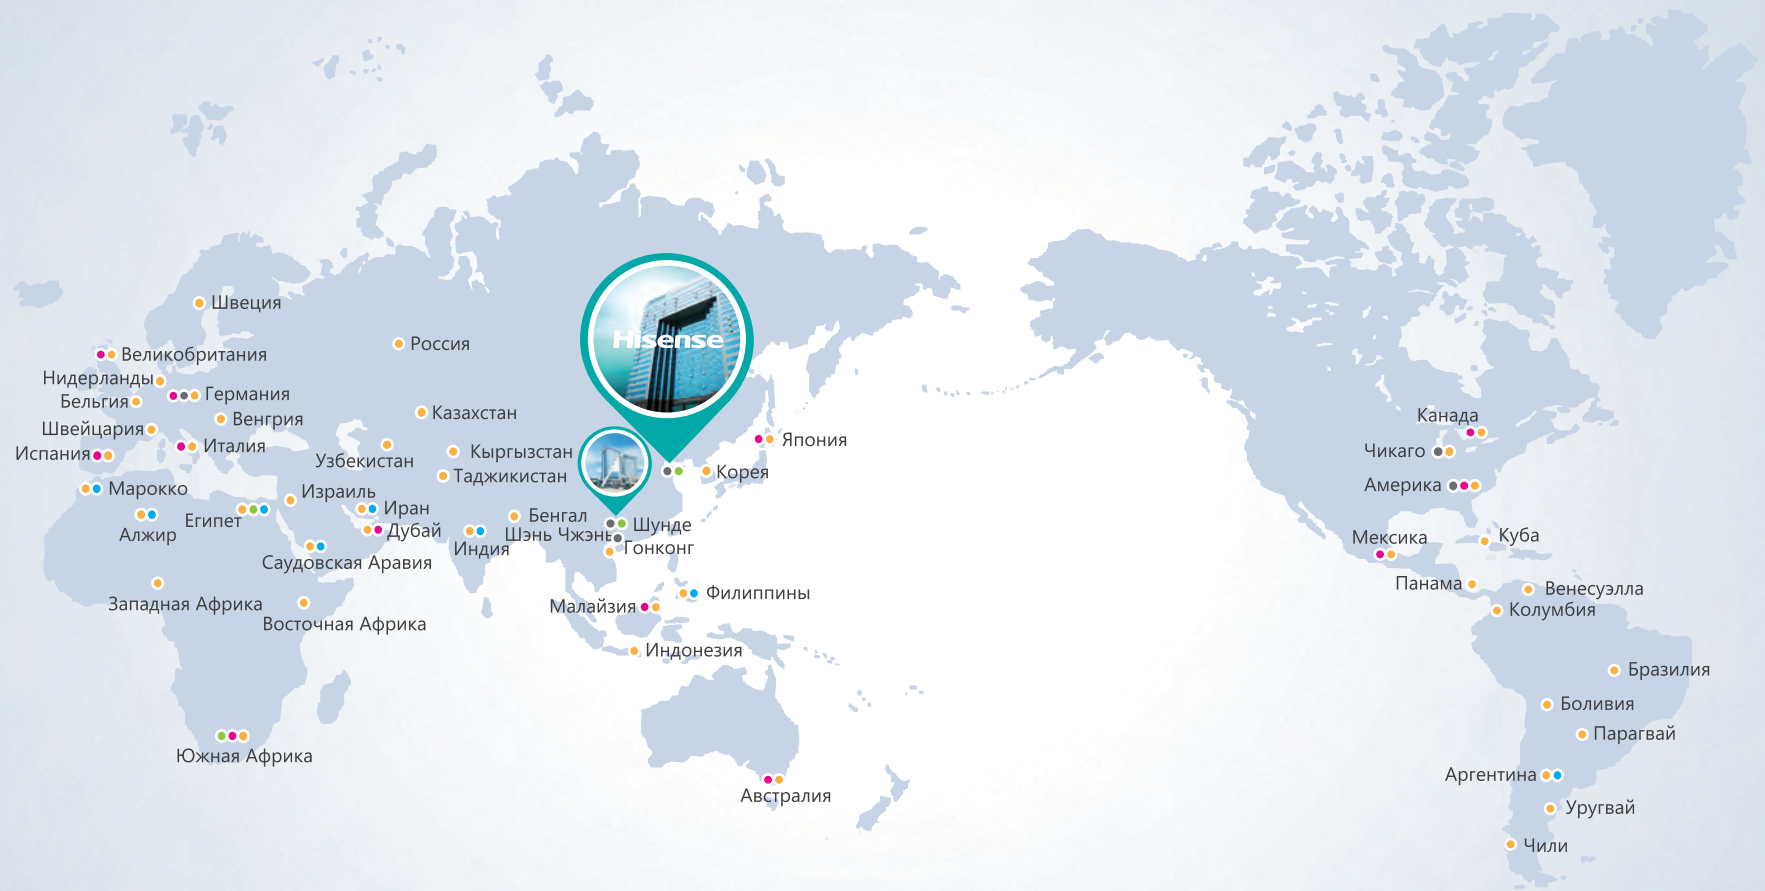 Швеция
Hisense
Россия
Великобритания
Нидерланды
Германия
Бельгия
Казахстан
Венгрия
Канада
Швейцария
Япония
Италия
Испания
Кыргызстан
Чикаго
Узбекистан
Корея
Таджикистан
Америка
Марокко
Израиль
Иран
Бенгал
Египет
Шунде
Дубай
Алжир
Шэнь Чжэнь
Куба
Мексика
Индия
Гонконг
Саудовская Аравия
Панама
Венесуэлла
Филиппины
Западная Африка
Малайзия
Колумбия
Восточная Африка
Индонезия
Бразилия
Боливия
Парагвай
Южная Африка
Аргентина
Австралия
Уругвай
Чили